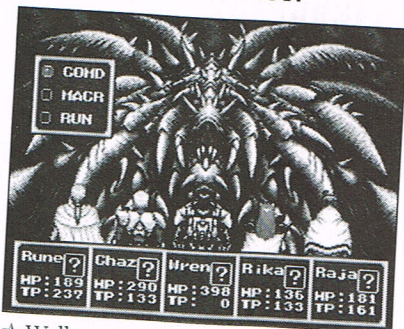 COMD
MACR
RUN
Rune ? Chaz ? Wren ? Rika ? Raja ?
HP:189 HP:290 HP:398 HP:136 HP:181
TP:237 TP:133 TP: 0 TP:133 TP:161